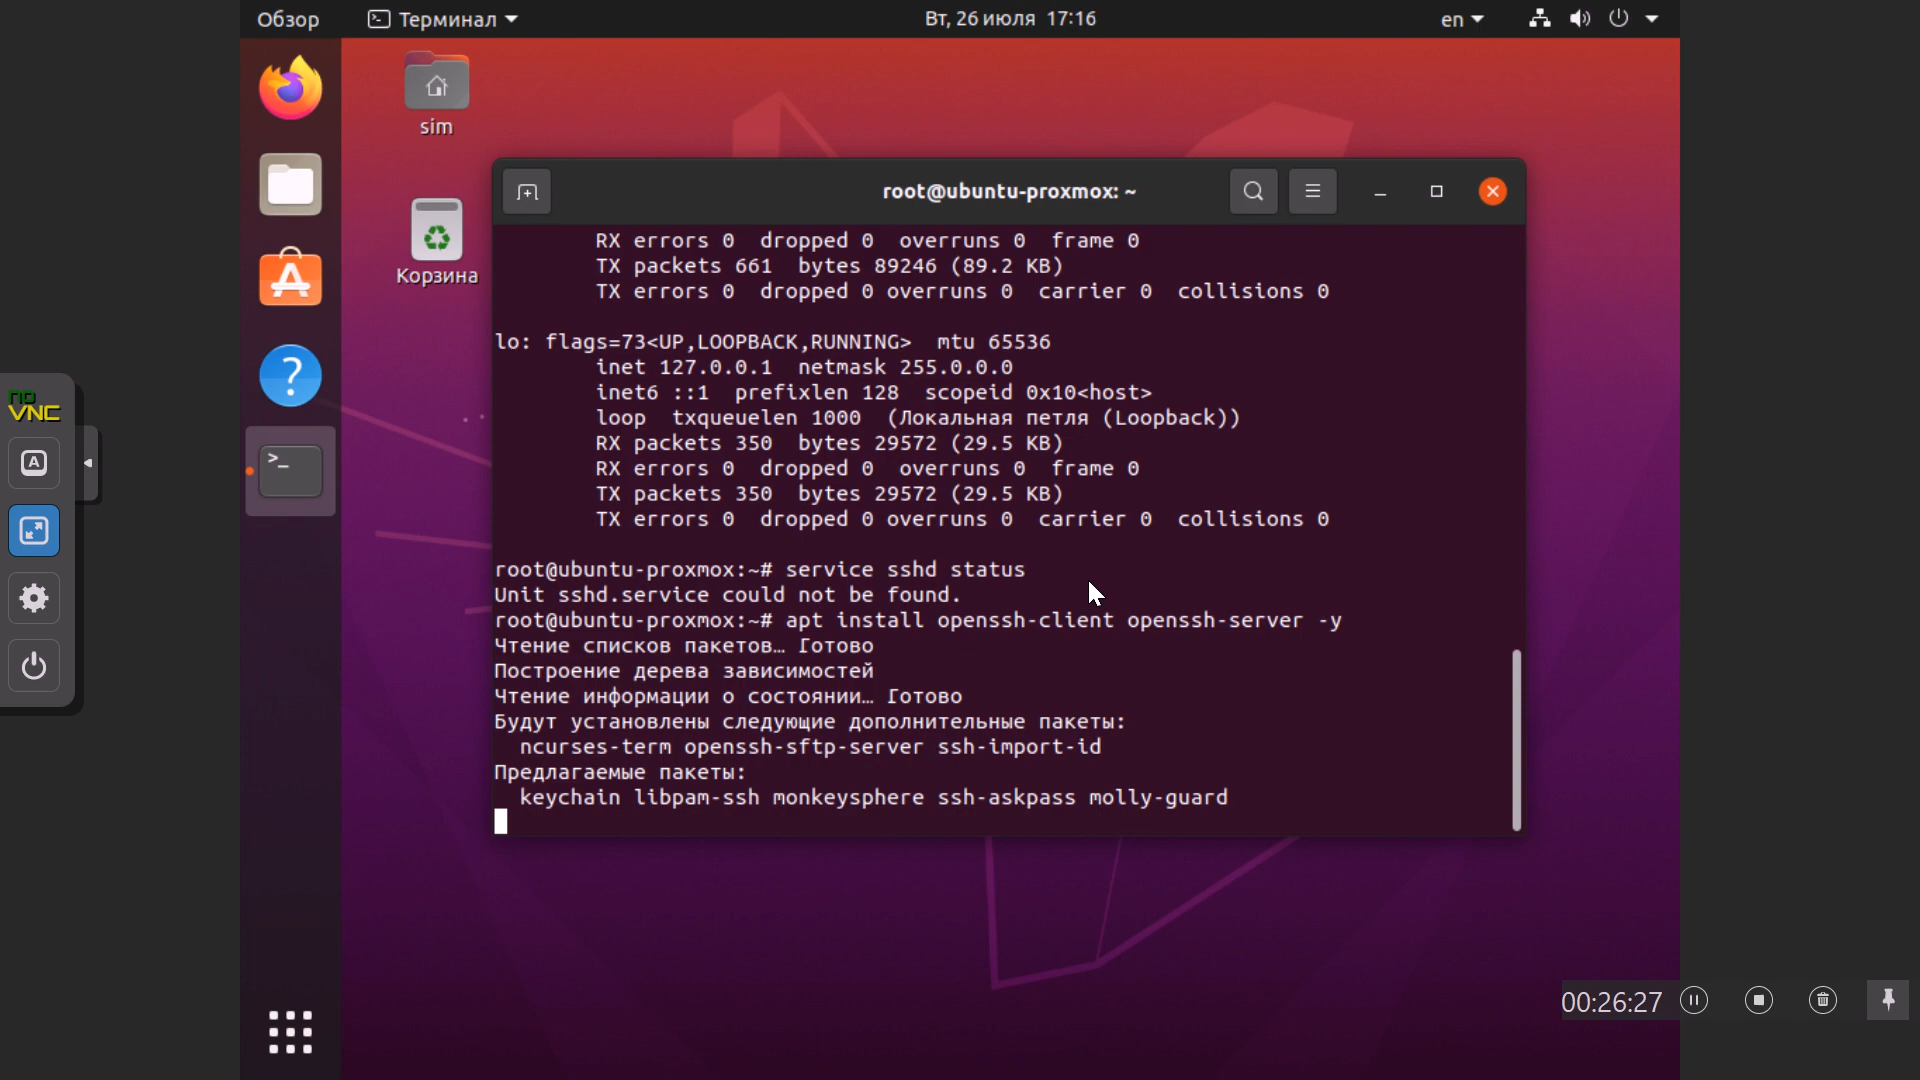 Обзор
Терминал
Вт, 26 июля 17:16
en
sim
Корзина
no
VNC
A
root@ubuntu-proxmox: ~
RX errors 0  dropped 0  overruns 0  frame 0
TX packets 661  bytes 89246 (89.2 KB)
TX errors 0  dropped 0 overruns 0  carrier 0  collisions 0
lo: flags=73<UP,LOOPBACK,RUNNING>  mtu 65536
inet 127.0.0.1  netmask 255.0.0.0
inet6 ::1  prefixlen 128  scopeid 0x10<host>
loop  txqueuelen 1000  (Локальная петля (Loopback))
RX packets 350  bytes 29572 (29.5 KB)
RX errors 0  dropped 0  overruns 0  frame 0
TX packets 350  bytes 29572 (29.5 KB)
TX errors 0  dropped 0 overruns 0  carrier 0  collisions 0
root@ubuntu-proxmox:~# service sshd status
Unit sshd.service could not be found.
root@ubuntu-proxmox:~# apt install openssh-client openssh-server -y
Чтение списков пакетов… Готово
Построение дерева зависимостей
Чтение информации о состоянии… Готово
Будут установлены следующие дополнительные пакеты:
ncurses-term openssh-sftp-server ssh-import-id
Предлагаемые пакеты:
keychain libpam-ssh monkeysphere ssh-askpass molly-guard
00:26:27